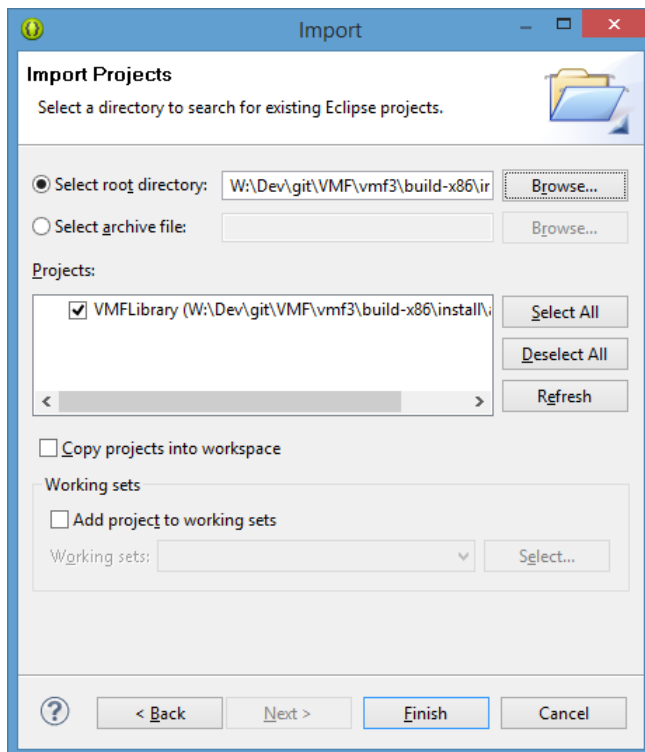 Import
Import Projects
Select a directory to search for existing Eclipse projects.
Select root directory: W:\Dev\git\VMF\vmf3\build-x86\ir Browse...
Select archive file: Browse...
Projects:
VMFLibrary (W:\Dev\git\VMF\vmf3\build-x86\install\a
Select All
Deselect All
Refresh
Copy projects into workspace
Working sets
Add project to working sets
Working sets: Select...
? < Back Next > Finish Cancel